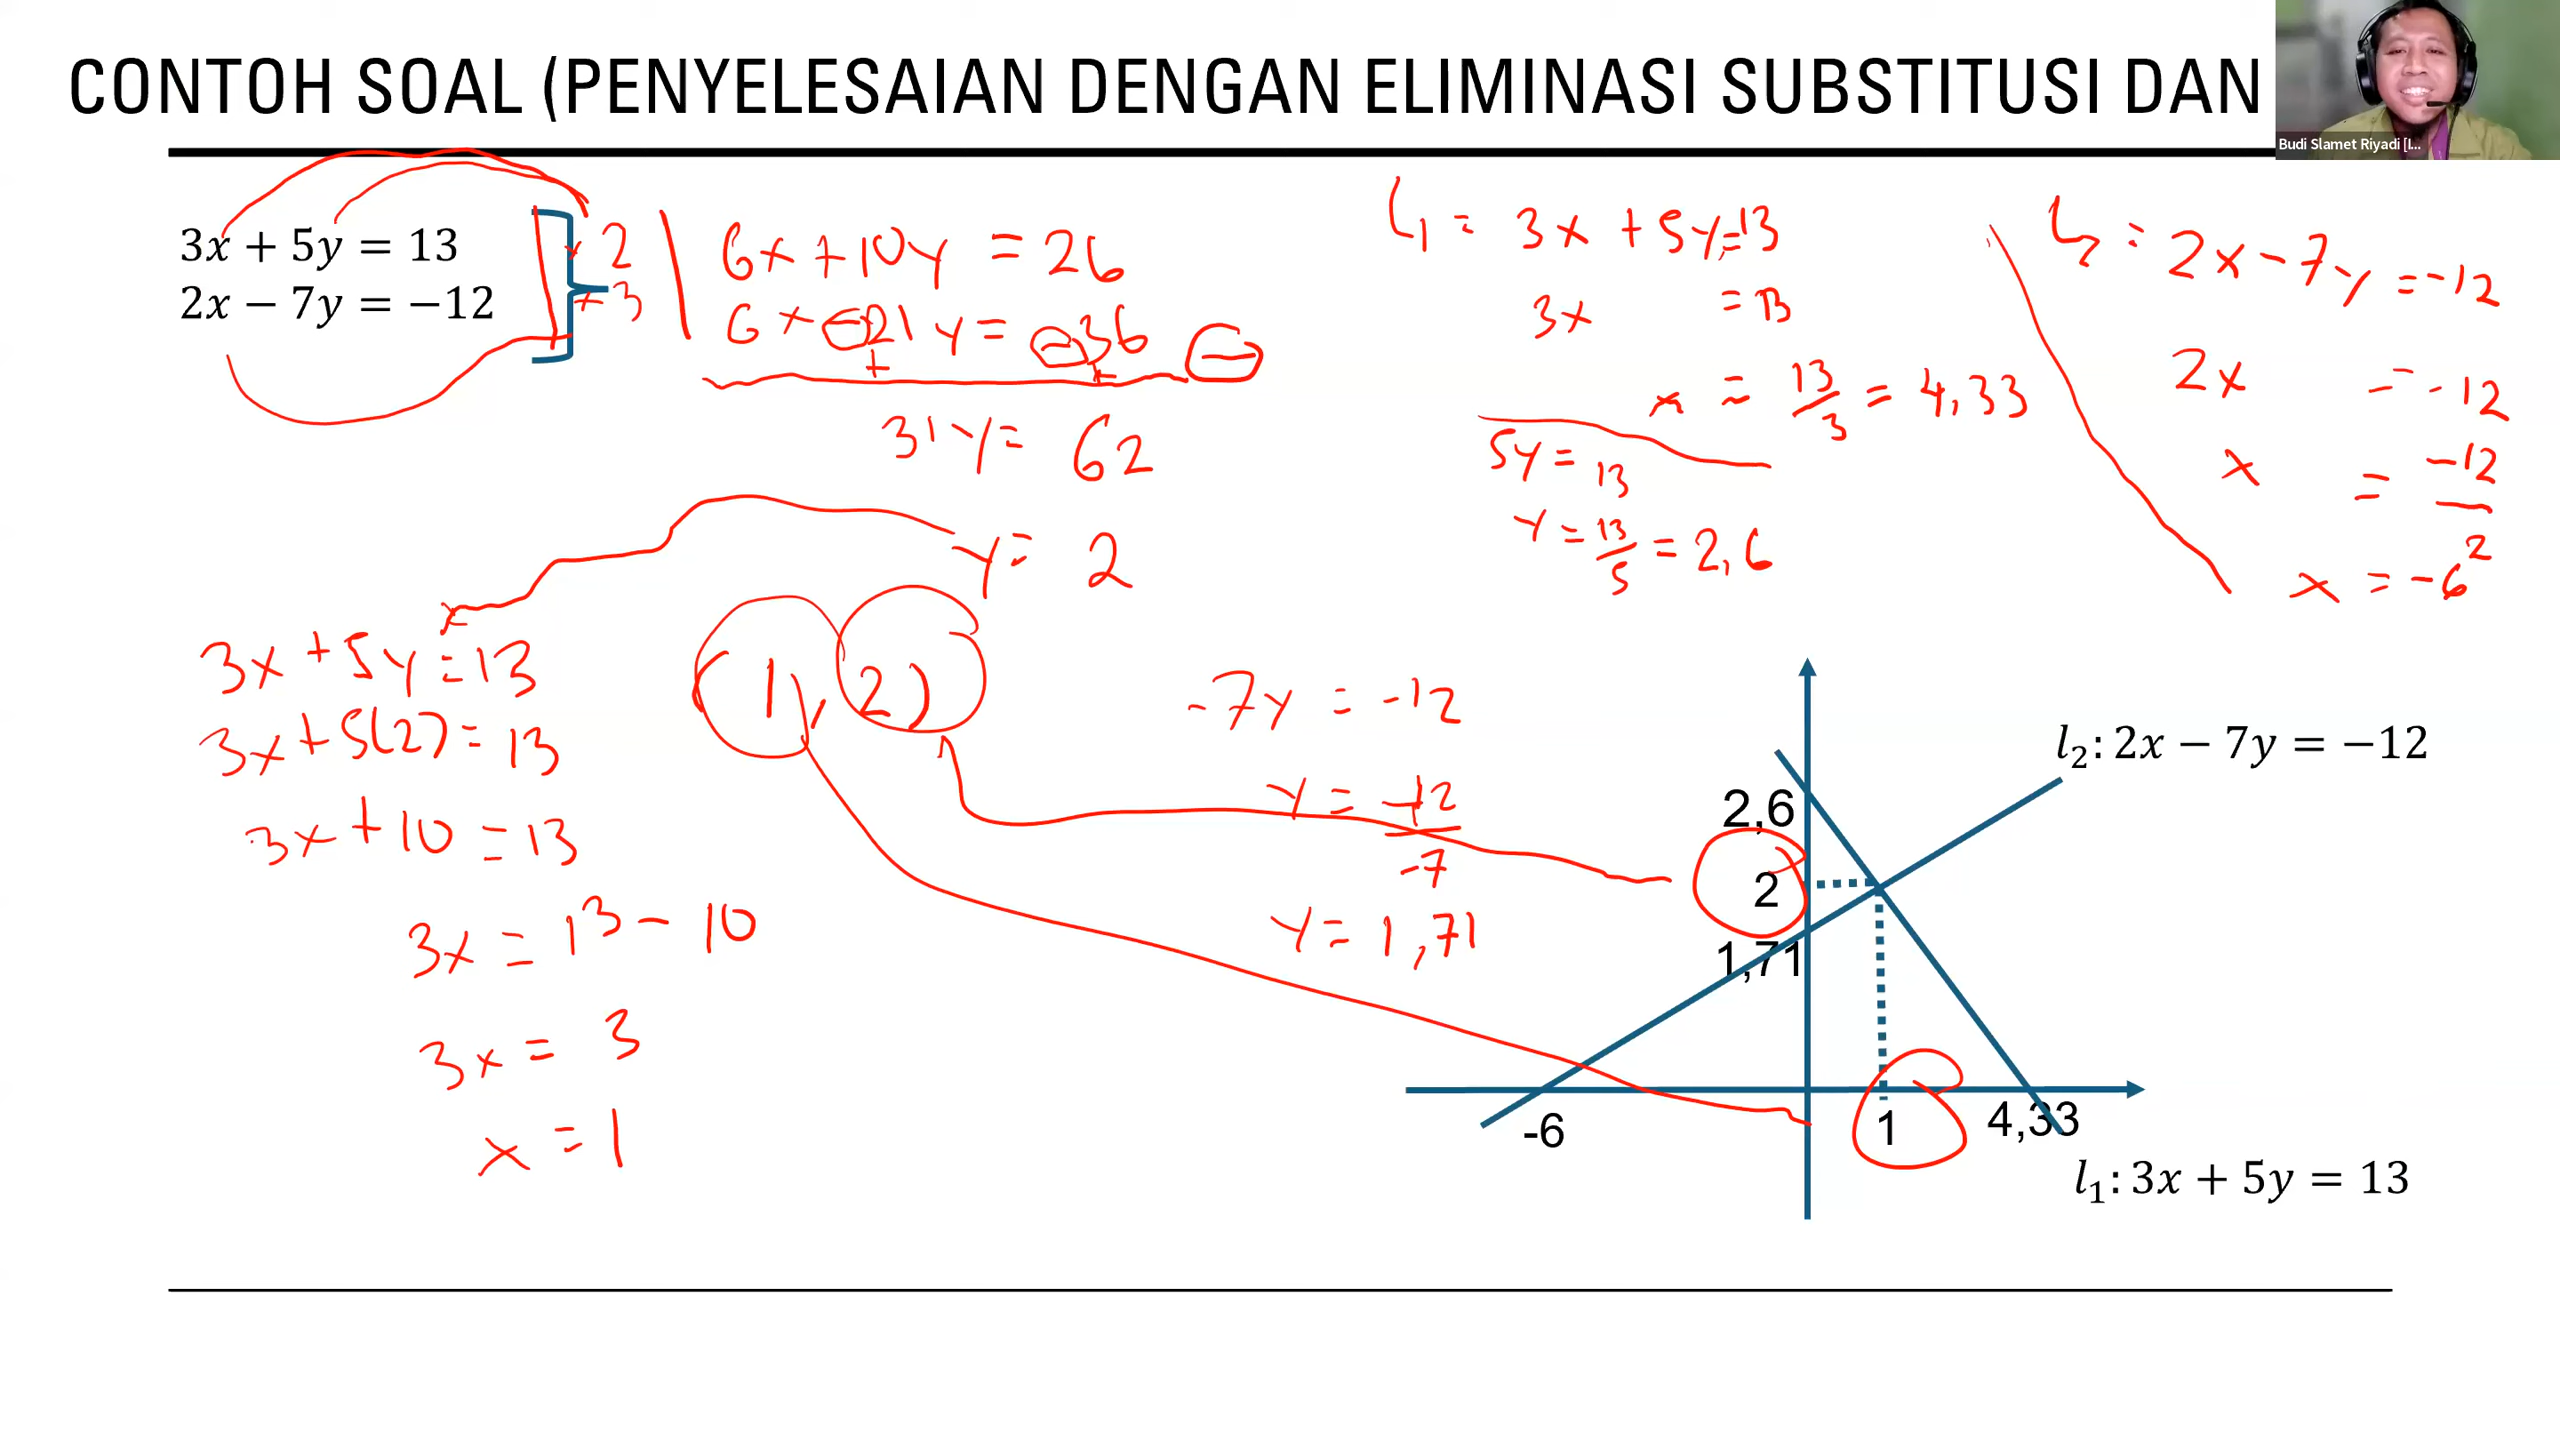 CONTOH SOAL (PENYELESAIAN DENGAN ELIMINASI SUBSTITUSI DAN
Budi Slamet Riyadi [I...
3x + 5y = 13
2x − 7y = −12
x 2
x 3
6x + 10y = 26
6x − 21y = −36 −
+ +
31y = 62
y = 2
3x + 5y = 13
3x + 5(2) = 13
3x + 10 = 13
3x = 13 − 10
3x = 3
x = 1
(1, 2)
L1 = 3x + 5y = 13
3x = 13
x = 13/3 = 4,33
5y = 13
y = 13/5 = 2,6
L2 : 2x − 7y = −12
2x = −12
x = −12/2
x = −6
−7y = −12
y = −12/−7
y = 1,71
l₂: 2x − 7y = −12
2,6
2
1,71
-6
1
4,33
l₁: 3x + 5y = 13